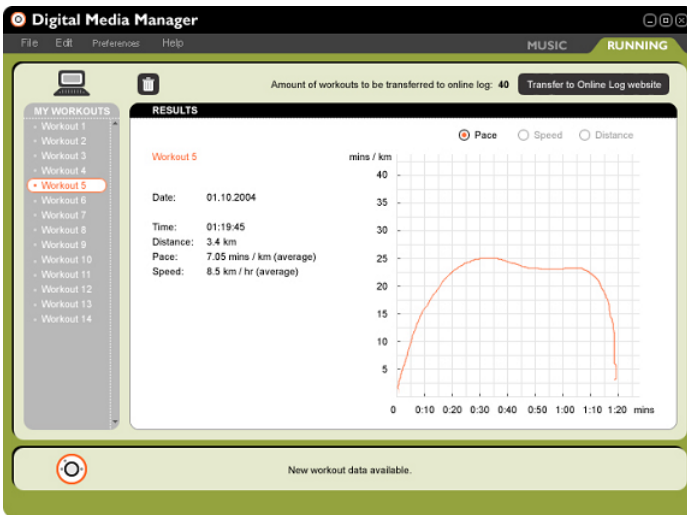 Digital Media Manager
File Edit Preferences Help
MUSIC RUNNING
Amount of workouts to be transferred to online log: 40 Transfer to Online Log website
MY WORKOUTS
Workout 1
Workout 2
Workout 3
Workout 4
Workout 5
Workout 6
Workout 7
Workout 8
Workout 9
Workout 10
Workout 11
Workout 12
Workout 13
Workout 14
RESULTS
Pace Speed Distance
Workout 5
Date: 01.10.2004
Time: 01:19:45
Distance: 3.4 km
Pace: 7.05 mins / km (average)
Speed: 8.5 km / hr (average)
mins / km
40
35
30
25
20
15
10
5
0 0:10 0:20 0:30 0:40 0:50 1:00 1:10 1:20 mins
New workout data available.